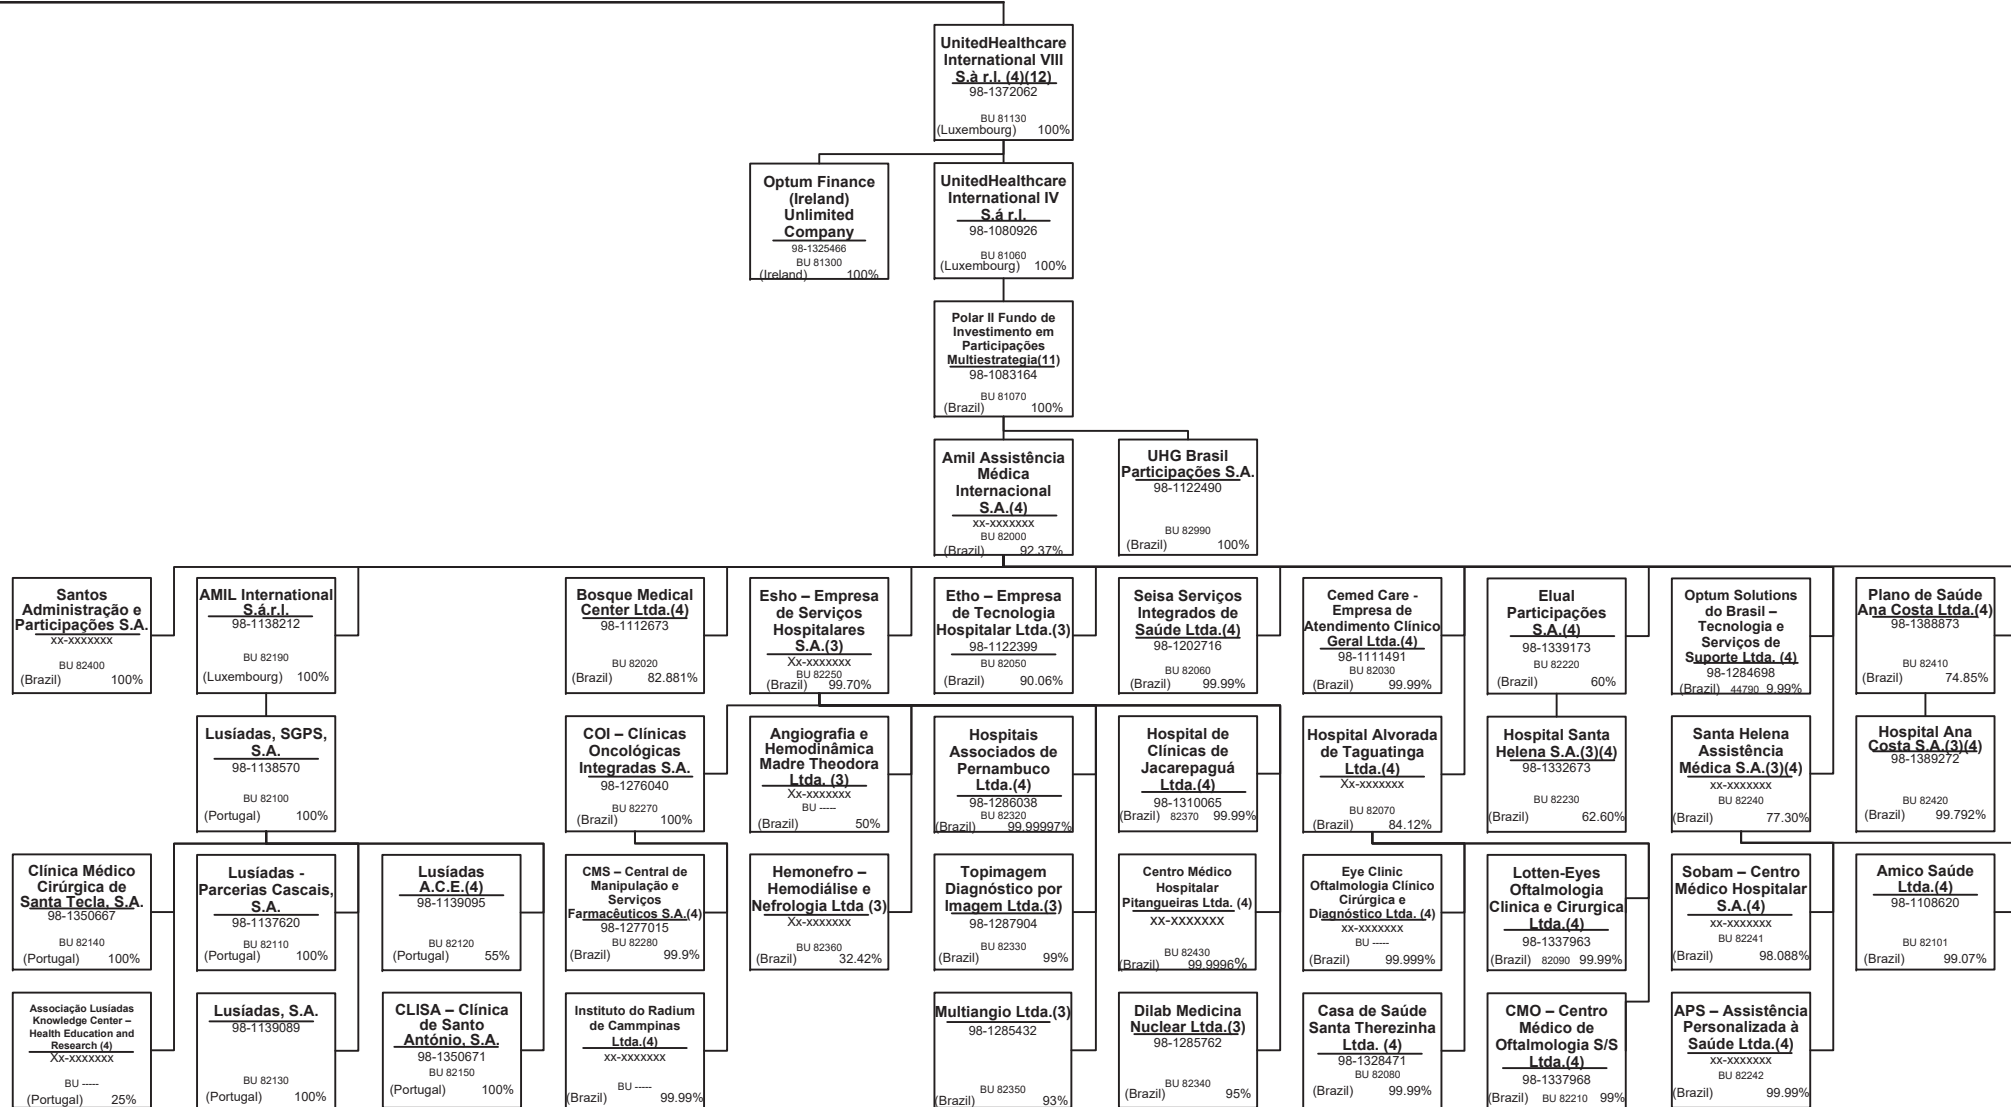 UnitedHealthcare
International VIII
S.à r.l. (4)(12)
98-1372062
BU 81130
(Luxembourg) 100%
Optum Finance
(Ireland)
Unlimited
Company
98-1325466
BU 81300
(Ireland) 100%
UnitedHealthcare
International IV
S.á r.l.
98-1080926
BU 81060
(Luxembourg) 100%
Polar II Fundo de
Investimento em
Participações
Multiestrategia(11)
98-1083164
BU 81070
(Brazil) 100%
Amil Assistência
Médica
Internacional
S.A.(4)
xx-xxxxxxx
BU 82000
(Brazil) 92.37%
UHG Brasil
Participações S.A.
98-1122490
BU 82990
(Brazil) 100%
Santos
Administração e
Participações S.A.
xx-xxxxxxx
BU 82400
(Brazil) 100%
AMIL International
S.á.r.l.
98-1138212
BU 82190
(Luxembourg) 100%
Bosque Medical
Center Ltda.(4)
98-1112673
BU 82020
(Brazil) 82.881%
Esho – Empresa
de Serviços
Hospitalares
S.A.(3)
Xx-xxxxxxx
BU 82250
(Brazil) 99.70%
Etho – Empresa
de Tecnologia
Hospitalar Ltda.(3)
98-1122399
BU 82050
(Brazil) 90.06%
Seisa Serviços
Integrados de
Saúde Ltda.(4)
98-1202716
BU 82060
(Brazil) 99.99%
Cemed Care -
Empresa de
Atendimento Clínico
Geral Ltda.(4)
98-1111491
BU 82030
(Brazil) 99.99%
Elual
Participações
S.A.(4)
98-1339173
BU 82220
(Brazil) 60%
Optum Solutions
do Brasil –
Tecnologia e
Serviços de
Suporte Ltda. (4)
98-1284698
(Brazil) 44790 9.99%
Plano de Saúde
Ana Costa Ltda.(4)
98-1388873
BU 82410
(Brazil) 74.85%
Lusíadas, SGPS,
S.A.
98-1138570
BU 82100
(Portugal) 100%
COI – Clínicas
Oncológicas
Integradas S.A.
98-1276040
BU 82270
(Brazil) 100%
Angiografia e
Hemodinâmica
Madre Theodora
Ltda. (3)
Xx-xxxxxxx
BU -----
(Brazil) 50%
Hospitais
Associados de
Pernambuco
Ltda.(4)
98-1286038
BU 82320
(Brazil) 99.99997%
Hospital de
Clínicas de
Jacarepaguá
Ltda.(4)
98-1310065
(Brazil) 82370 99.99%
Hospital Alvorada
de Taguatinga
Ltda.(4)
Xx-xxxxxxx
BU 82070
(Brazil) 84.12%
Hospital Santa
Helena S.A.(3)(4)
98-1332673
BU 82230
(Brazil) 62.60%
Santa Helena
Assistência
Médica S.A.(3)(4)
xx-xxxxxxx
BU 82240
(Brazil) 77.30%
Hospital Ana
Costa S.A.(3)(4)
98-1389272
BU 82420
(Brazil) 99.792%
Clínica Médico
Cirúrgica de
Santa Tecla, S.A.
98-1350667
BU 82140
(Portugal) 100%
Lusíadas -
Parcerias Cascais,
S.A.
98-1137620
BU 82110
(Portugal) 100%
Lusíadas
A.C.E.(4)
98-1139095
BU 82120
(Portugal) 55%
CMS – Central de
Manipulação e
Serviços
Farmacêuticos S.A.(4)
98-1277015
BU 82280
(Brazil) 99.9%
Hemonefro –
Hemodiálise e
Nefrologia Ltda (3)
Xx-xxxxxxx
BU 82360
(Brazil) 32.42%
Topimagem
Diagnóstico por
Imagem Ltda.(3)
98-1287904
BU 82330
(Brazil) 99%
Centro Médico
Hospitalar
Pitangueiras Ltda. (4)
xx-xxxxxxx
BU 82430
(Brazil) 99.9996%
Eye Clinic
Oftalmologia Clínico
Cirúrgica e
Diagnóstico Ltda. (4)
xx-xxxxxxx
BU -----
(Brazil) 99.999%
Lotten-Eyes
Oftalmologia
Clinica e Cirurgica
Ltda.(4)
98-1337963
(Brazil) 82090 99.99%
Sobam – Centro
Médico Hospitalar
S.A.(4)
xx-xxxxxxx
BU 82241
(Brazil) 98.088%
Amico Saúde
Ltda.(4)
98-1108620
BU 82101
(Brazil) 99.07%
Associação Lusíadas
Knowledge Center –
Health Education and
Research (4)
Xx-xxxxxxx
BU -----
(Portugal) 25%
Lusíadas, S.A.
98-1139089
BU 82130
(Portugal) 100%
CLISA – Clínica
de Santo
António, S.A.
98-1350671
BU 82150
(Portugal) 100%
Instituto do Radium
de Cammpinas
Ltda.(4)
xx-xxxxxxx
BU -----
(Brazil) 99.99%
Multiangio Ltda.(3)
98-1285432
BU 82350
(Brazil) 93%
Dilab Medicina
Nuclear Ltda.(3)
98-1285762
BU 82340
(Brazil) 95%
Casa de Saúde
Santa Therezinha
Ltda. (4)
98-1328471
BU 82080
(Brazil) 99.99%
CMO – Centro
Médico de
Oftalmologia S/S
Ltda.(4)
98-1337968
(Brazil) BU 82210 99%
APS – Assistência
Personalizada à
Saúde Ltda.(4)
xx-xxxxxxx
BU 82242
(Brazil) 99.99%